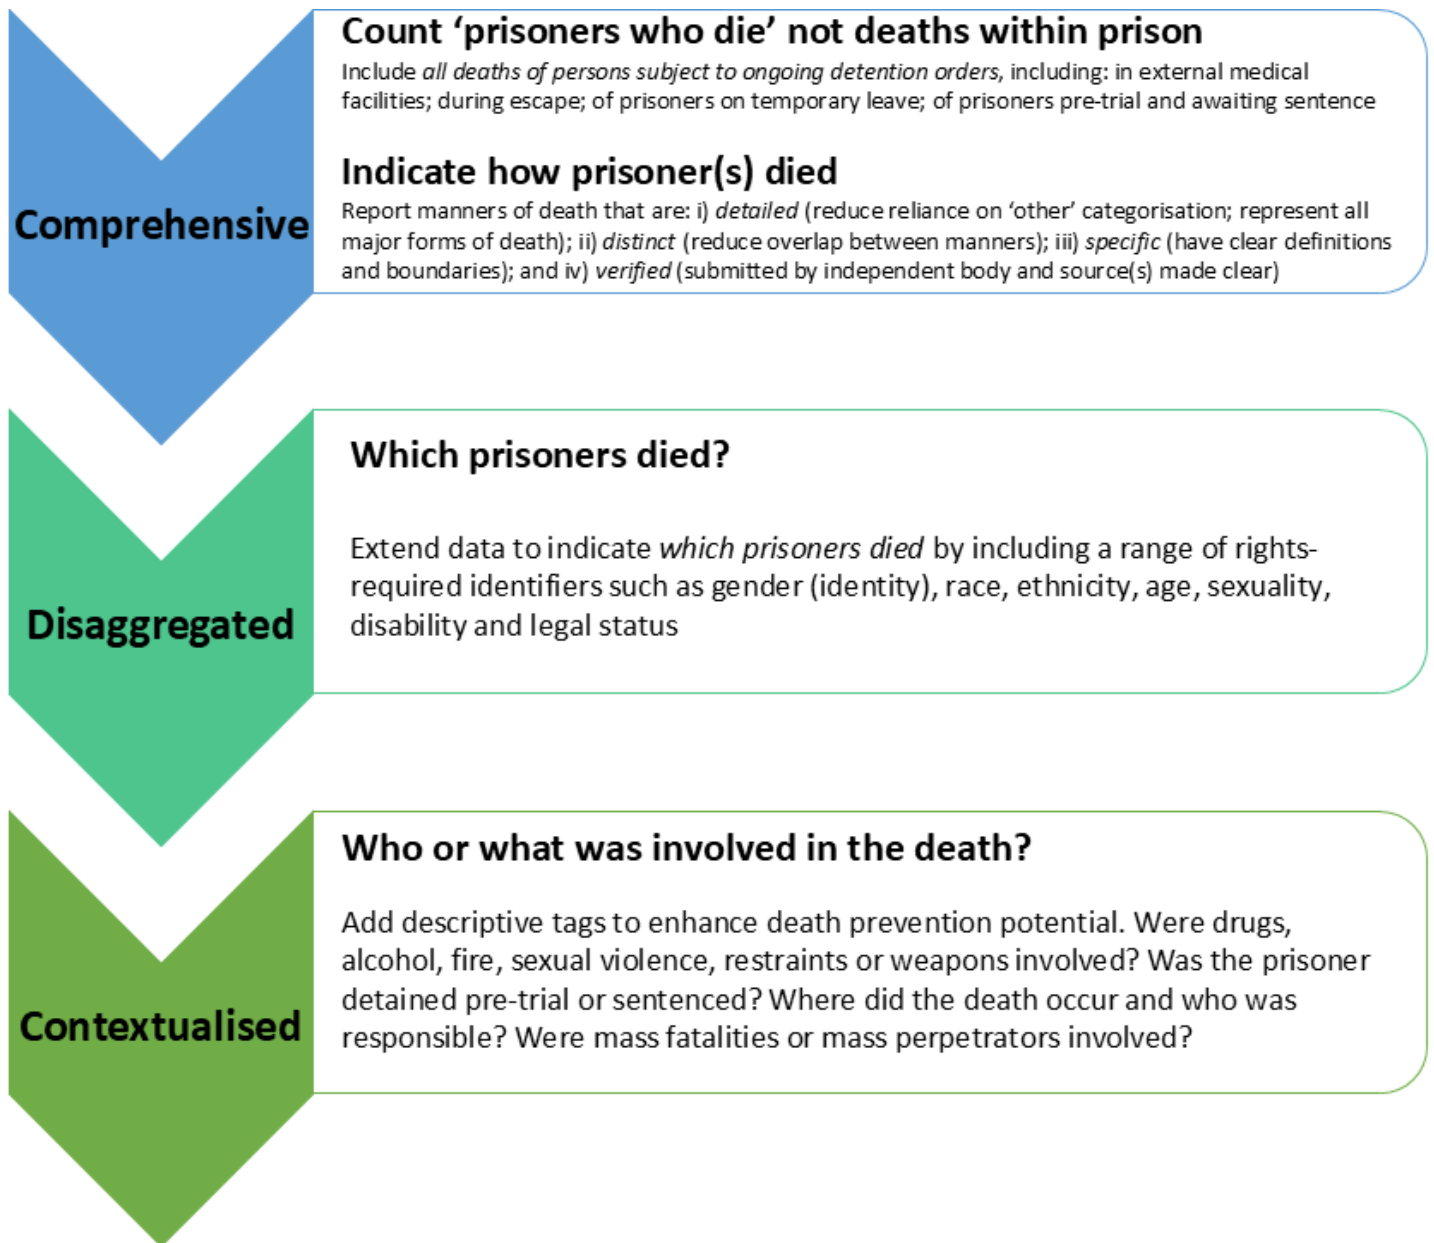 Count ‘prisoners who die’ not deaths within prison
Include all deaths of persons subject to ongoing detention orders, including: in external medical
facilities; during escape; of prisoners on temporary leave; of prisoners pre-trial and awaiting sentence
Indicate how prisoner(s) died
Comprehensive
Report manners of death that are: i) detailed (reduce reliance on ‘other’ categorisation; represent all
major forms of death); ii) distinct (reduce overlap between manners); iii) specific (have clear definitions
and boundaries); and iv) verified (submitted by independent body and source(s) made clear)
Which prisoners died?
Extend data to indicate which prisoners died by including a range of rights-
required identifiers such as gender (identity), race, ethnicity, age, sexuality,
disability and legal status
Disaggregated
Who or what was involved in the death?
Add descriptive tags to enhance death prevention potential. Were drugs,
alcohol, fire, sexual violence, restraints or weapons involved? Was the prisoner
detained pre-trial or sentenced? Where did the death occur and who was
responsible? Were mass fatalities or mass perpetrators involved?
Contextualised